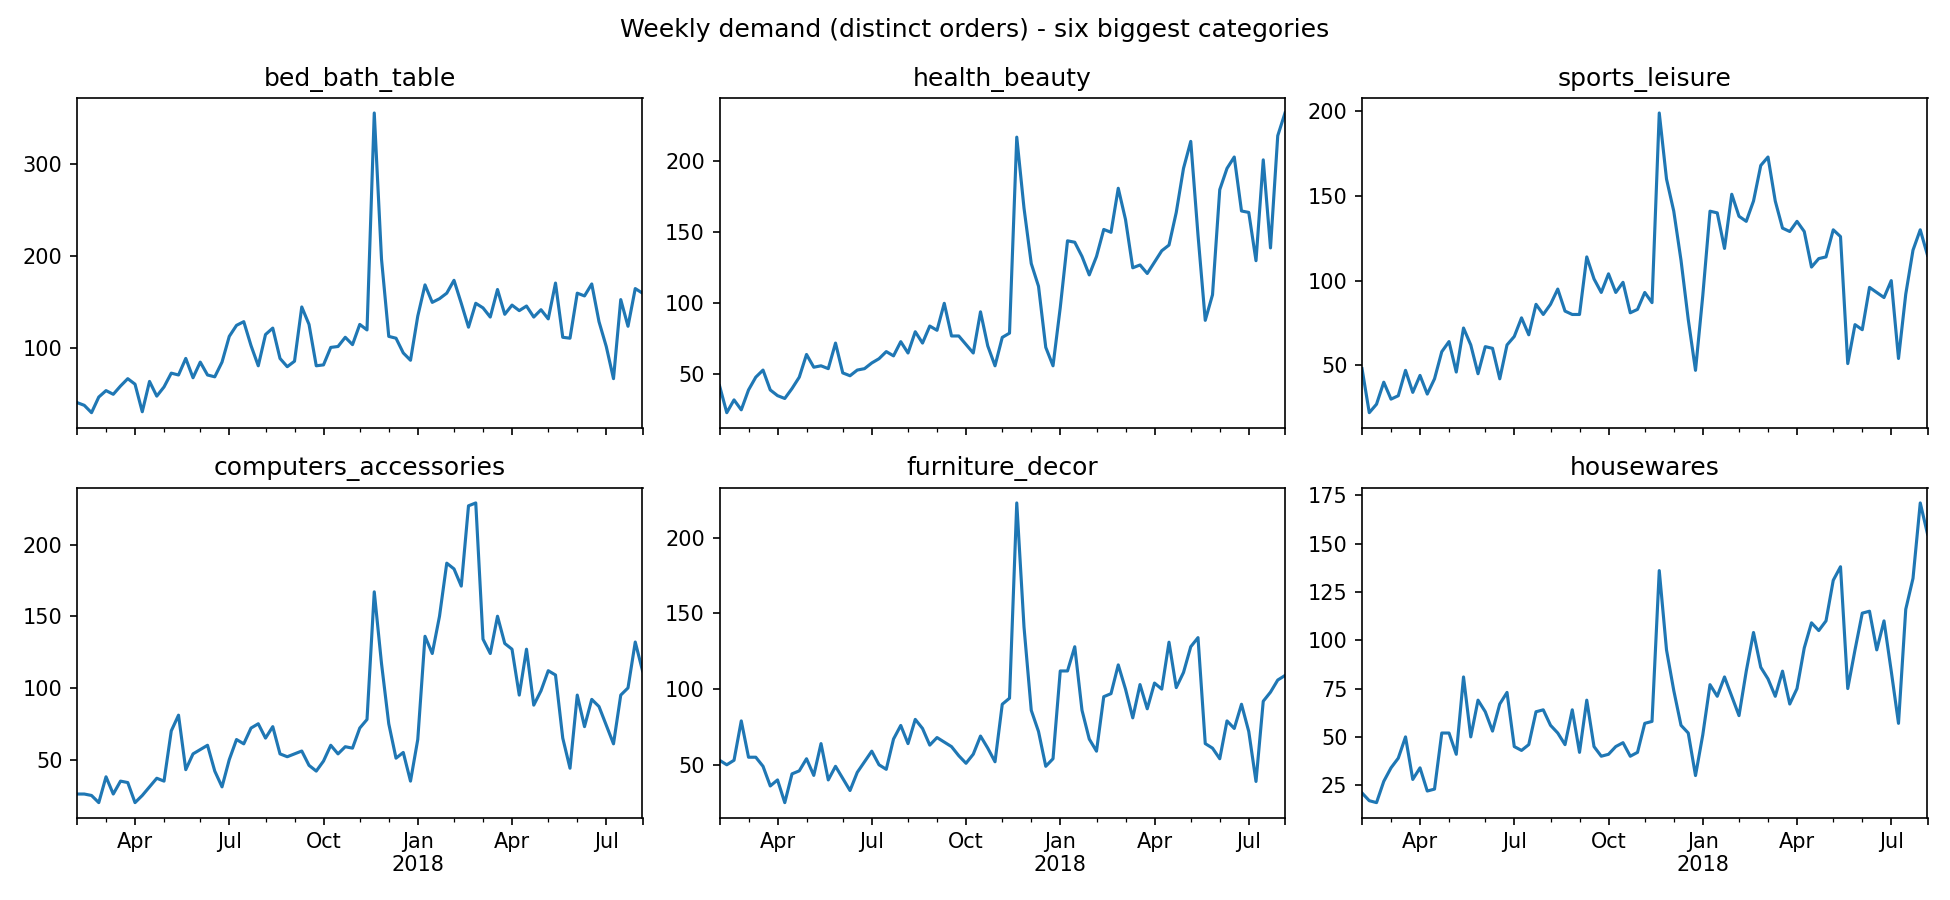 Weekly demand (distinct orders) - six biggest categories
bed_bath_table
300
200
100
health_beauty
200
150
100
50
sports_leisure
200
150
100
50
computers_accessories
200
150
100
50
Apr Jul Oct Jan Apr Jul
2018
furniture_decor
200
150
100
50
Apr Jul Oct Jan Apr Jul
2018
housewares
175
150
125
100
75
50
25
Apr Jul Oct Jan Apr Jul
2018